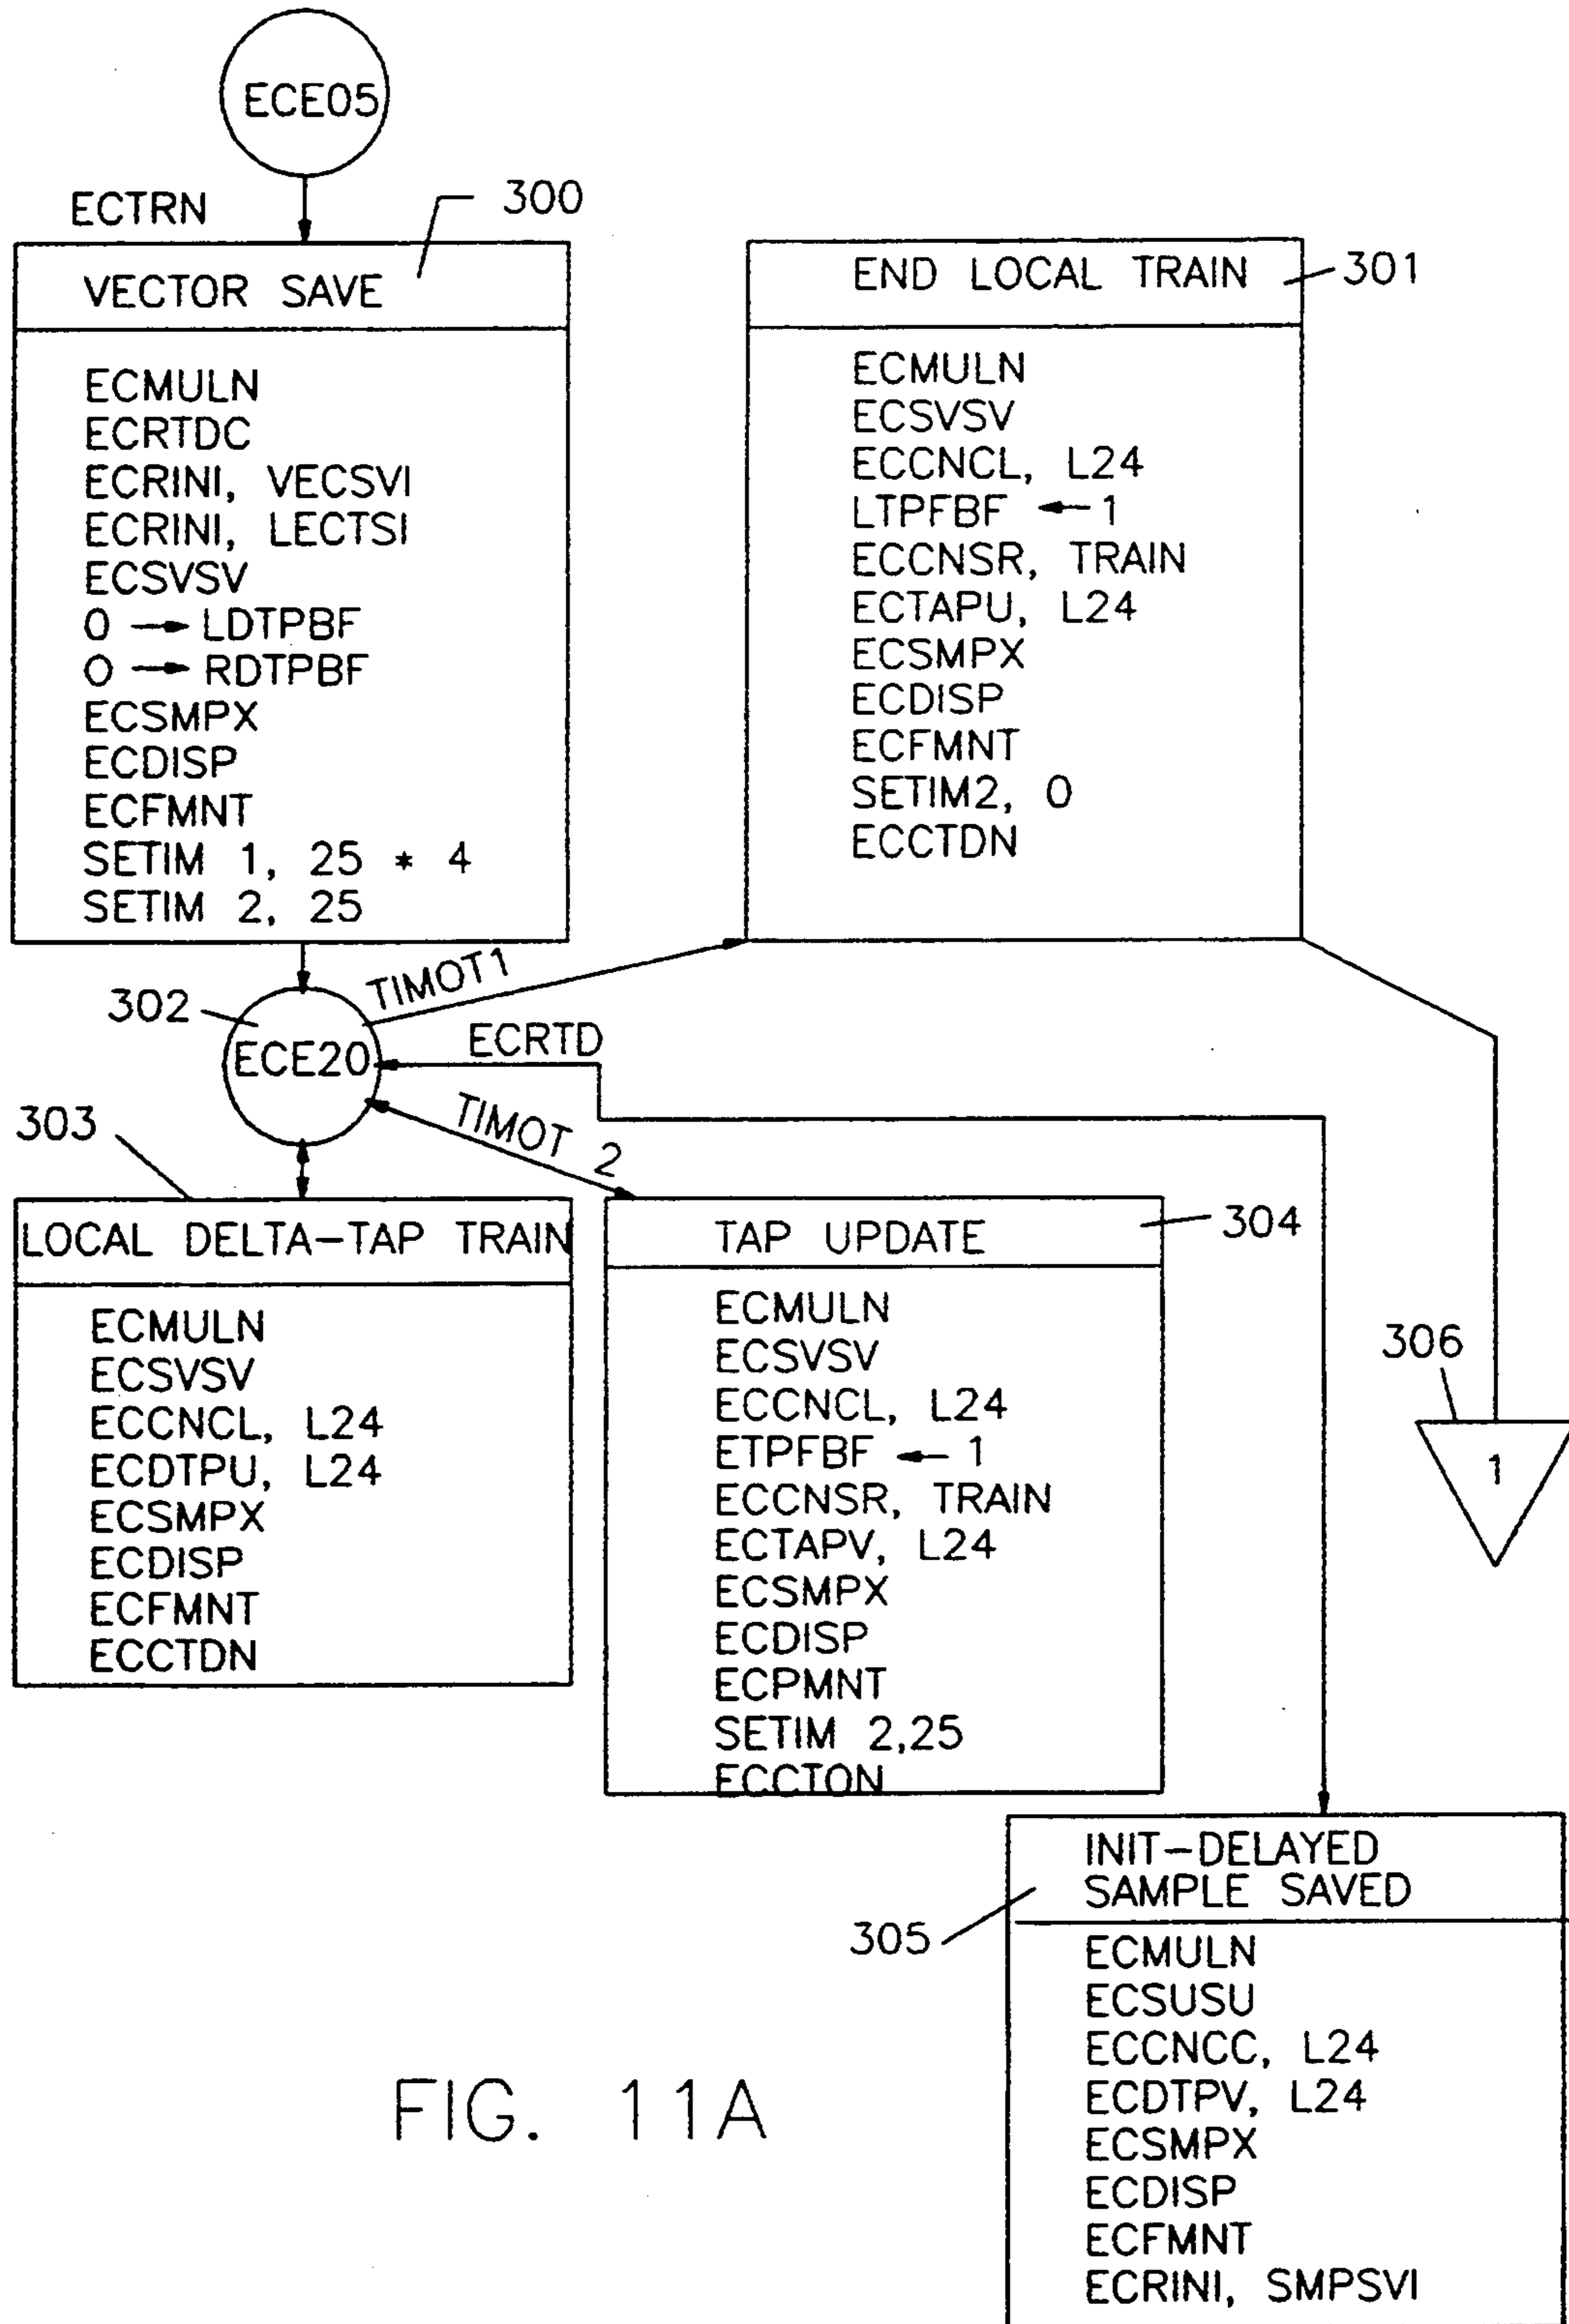 ECE05
ECTRN
300
VECTOR SAVE
ECMULN
ECRTDC
ECRINI, VECSVI
ECRINI, LECTSI
ECSVSV
0 → LDTPBF
0 → RDTPBF
ECSMPX
ECDISP
ECFMNT
SETIM 1, 25 * 4
SETIM 2, 25
END LOCAL TRAIN
301
ECMULN
ECSVSV
ECCNCL, L24
LTPFBF ← 1
ECCNSR, TRAIN
ECTAPU, L24
ECSMPX
ECDISP
ECFMNT
SETIM2, 0
ECCTDN
302
ECE20
TIMOT1
ECRTD
TIMOT 2
303
LOCAL DELTA-TAP TRAIN
ECMULN
ECSVSV
ECCNCL, L24
ECDTPU, L24
ECSMPX
ECDISP
ECFMNT
ECCTDN
TAP UPDATE
304
ECMULN
ECSVSV
ECCNCL, L24
ETPFBF ← 1
ECCNSR, TRAIN
ECTAPV, L24
ECSMPX
ECDISP
ECPMNT
SETIM 2,25
ECCTON
306
1
305
INIT-DELAYED
SAMPLE SAVED
ECMULN
ECSUSU
ECCNCC, L24
ECDTPV, L24
ECSMPX
ECDISP
ECFMNT
ECRINI, SMPSVI
FIG. 11A